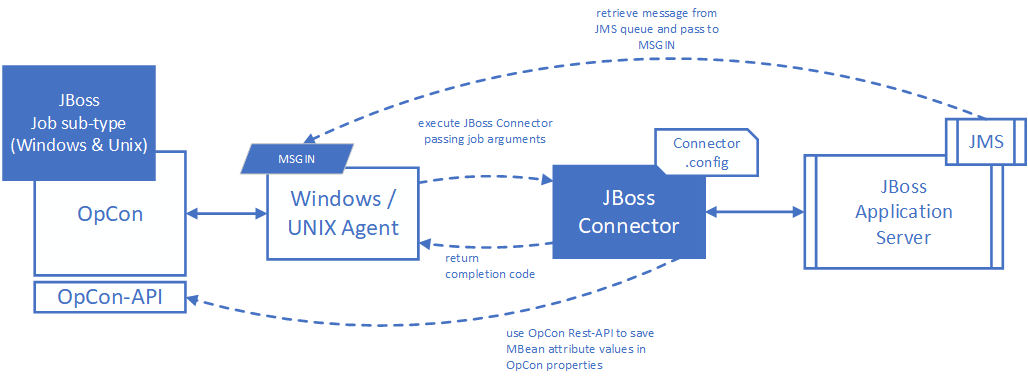 retrieve message from
JMS queue and pass to
MSGIN
JBoss
Job sub-type
(Windows & Unix)
execute JBoss Connector
passing job arguments
MSGIN
Connector
.config
JMS
OpCon
Windows /
UNIX Agent
JBoss
Connector
JBoss
Application
Server
return
completion code
OpCon-API
use OpCon Rest-API to save
MBean attribute values in
OpCon properties